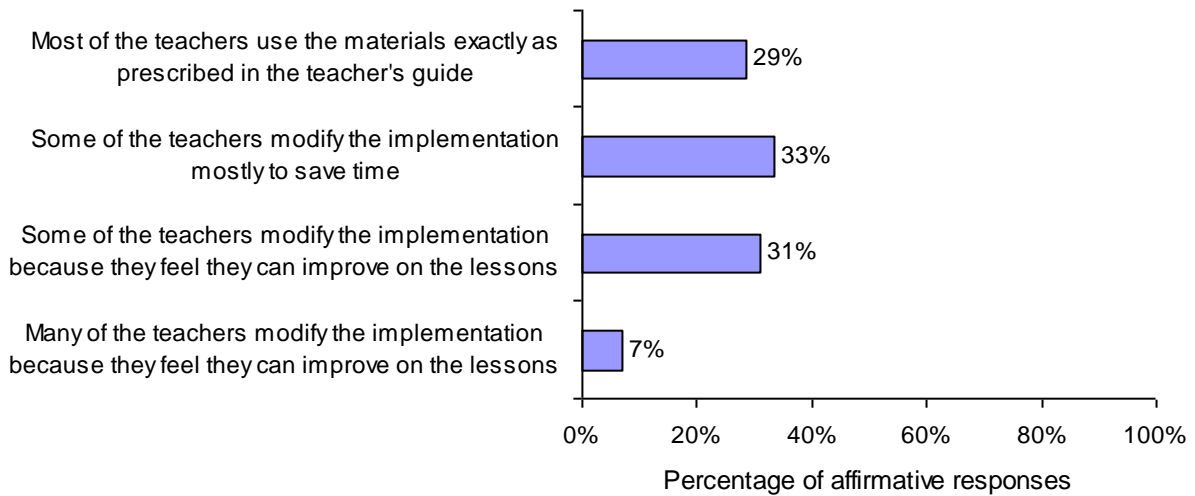 Most of the teachers use the materials exactly as
prescribed in the teacher's guide
29%
Some of the teachers modify the implementation
mostly to save time
33%
Some of the teachers modify the implementation
because they feel they can improve on the lessons
31%
Many of the teachers modify the implementation
because they feel they can improve on the lessons
7%
0% 20% 40% 60% 80% 100%
Percentage of affirmative responses